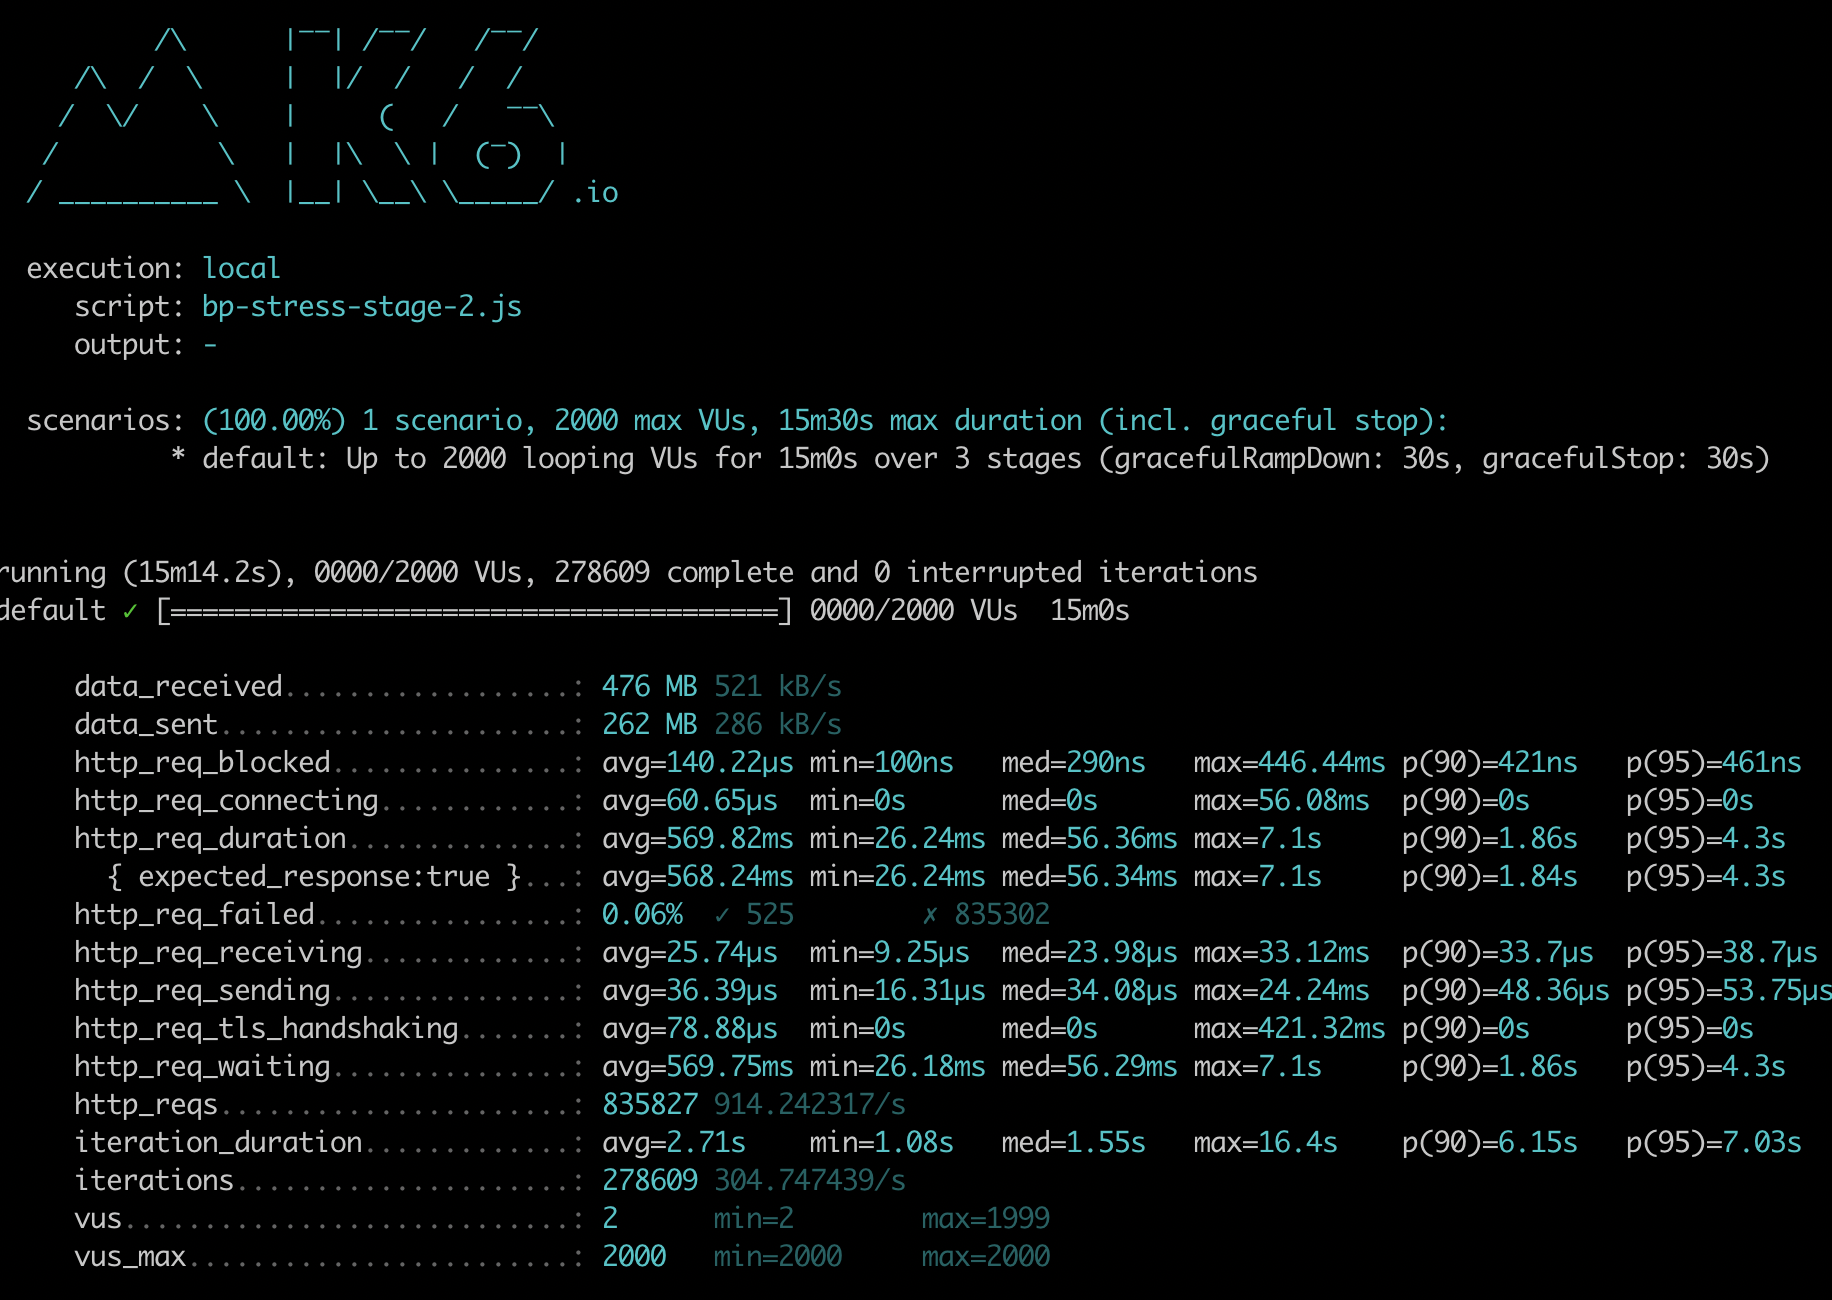 /\      |‾‾| /‾‾/   /‾‾/
     /\  /  \     |  |/  /   /  /
    /  \/    \    |     (   /   ‾‾\
   /          \   |  |\  \ |  (‾)  |
  / __________ \  |__| \__\ \_____/ .io
execution: local
script: bp-stress-stage-2.js
output: -
scenarios: (100.00%) 1 scenario, 2000 max VUs, 15m30s max duration (incl. graceful stop):
* default: Up to 2000 looping VUs for 15m0s over 3 stages (gracefulRampDown: 30s, gracefulStop: 30s)
running (15m14.2s), 0000/2000 VUs, 278609 complete and 0 interrupted iterations
default ✓ [======================================] 0000/2000 VUs  15m0s
data_received..................: 476 MB 521 kB/s
data_sent......................: 262 MB 286 kB/s
http_req_blocked...............: avg=140.22µs min=100ns   med=290ns   max=446.44ms p(90)=421ns   p(95)=461ns
http_req_connecting............: avg=60.65µs  min=0s      med=0s      max=56.08ms  p(90)=0s      p(95)=0s
http_req_duration..............: avg=569.82ms min=26.24ms med=56.36ms max=7.1s     p(90)=1.86s   p(95)=4.3s
{ expected_response:true }...: avg=568.24ms min=26.24ms med=56.34ms max=7.1s     p(90)=1.84s   p(95)=4.3s
http_req_failed................: 0.06%  ✓ 525        ✗ 835302
http_req_receiving.............: avg=25.74µs  min=9.25µs  med=23.98µs max=33.12ms  p(90)=33.7µs  p(95)=38.7µs
http_req_sending...............: avg=36.39µs  min=16.31µs med=34.08µs max=24.24ms  p(90)=48.36µs p(95)=53.75µs
http_req_tls_handshaking.......: avg=78.88µs  min=0s      med=0s      max=421.32ms p(90)=0s      p(95)=0s
http_req_waiting...............: avg=569.75ms min=26.18ms med=56.29ms max=7.1s     p(90)=1.86s   p(95)=4.3s
http_reqs......................: 835827 914.242317/s
iteration_duration.............: avg=2.71s    min=1.08s   med=1.55s   max=16.4s    p(90)=6.15s   p(95)=7.03s
iterations.....................: 278609 304.747439/s
vus............................: 2      min=2        max=1999
vus_max........................: 2000   min=2000     max=2000